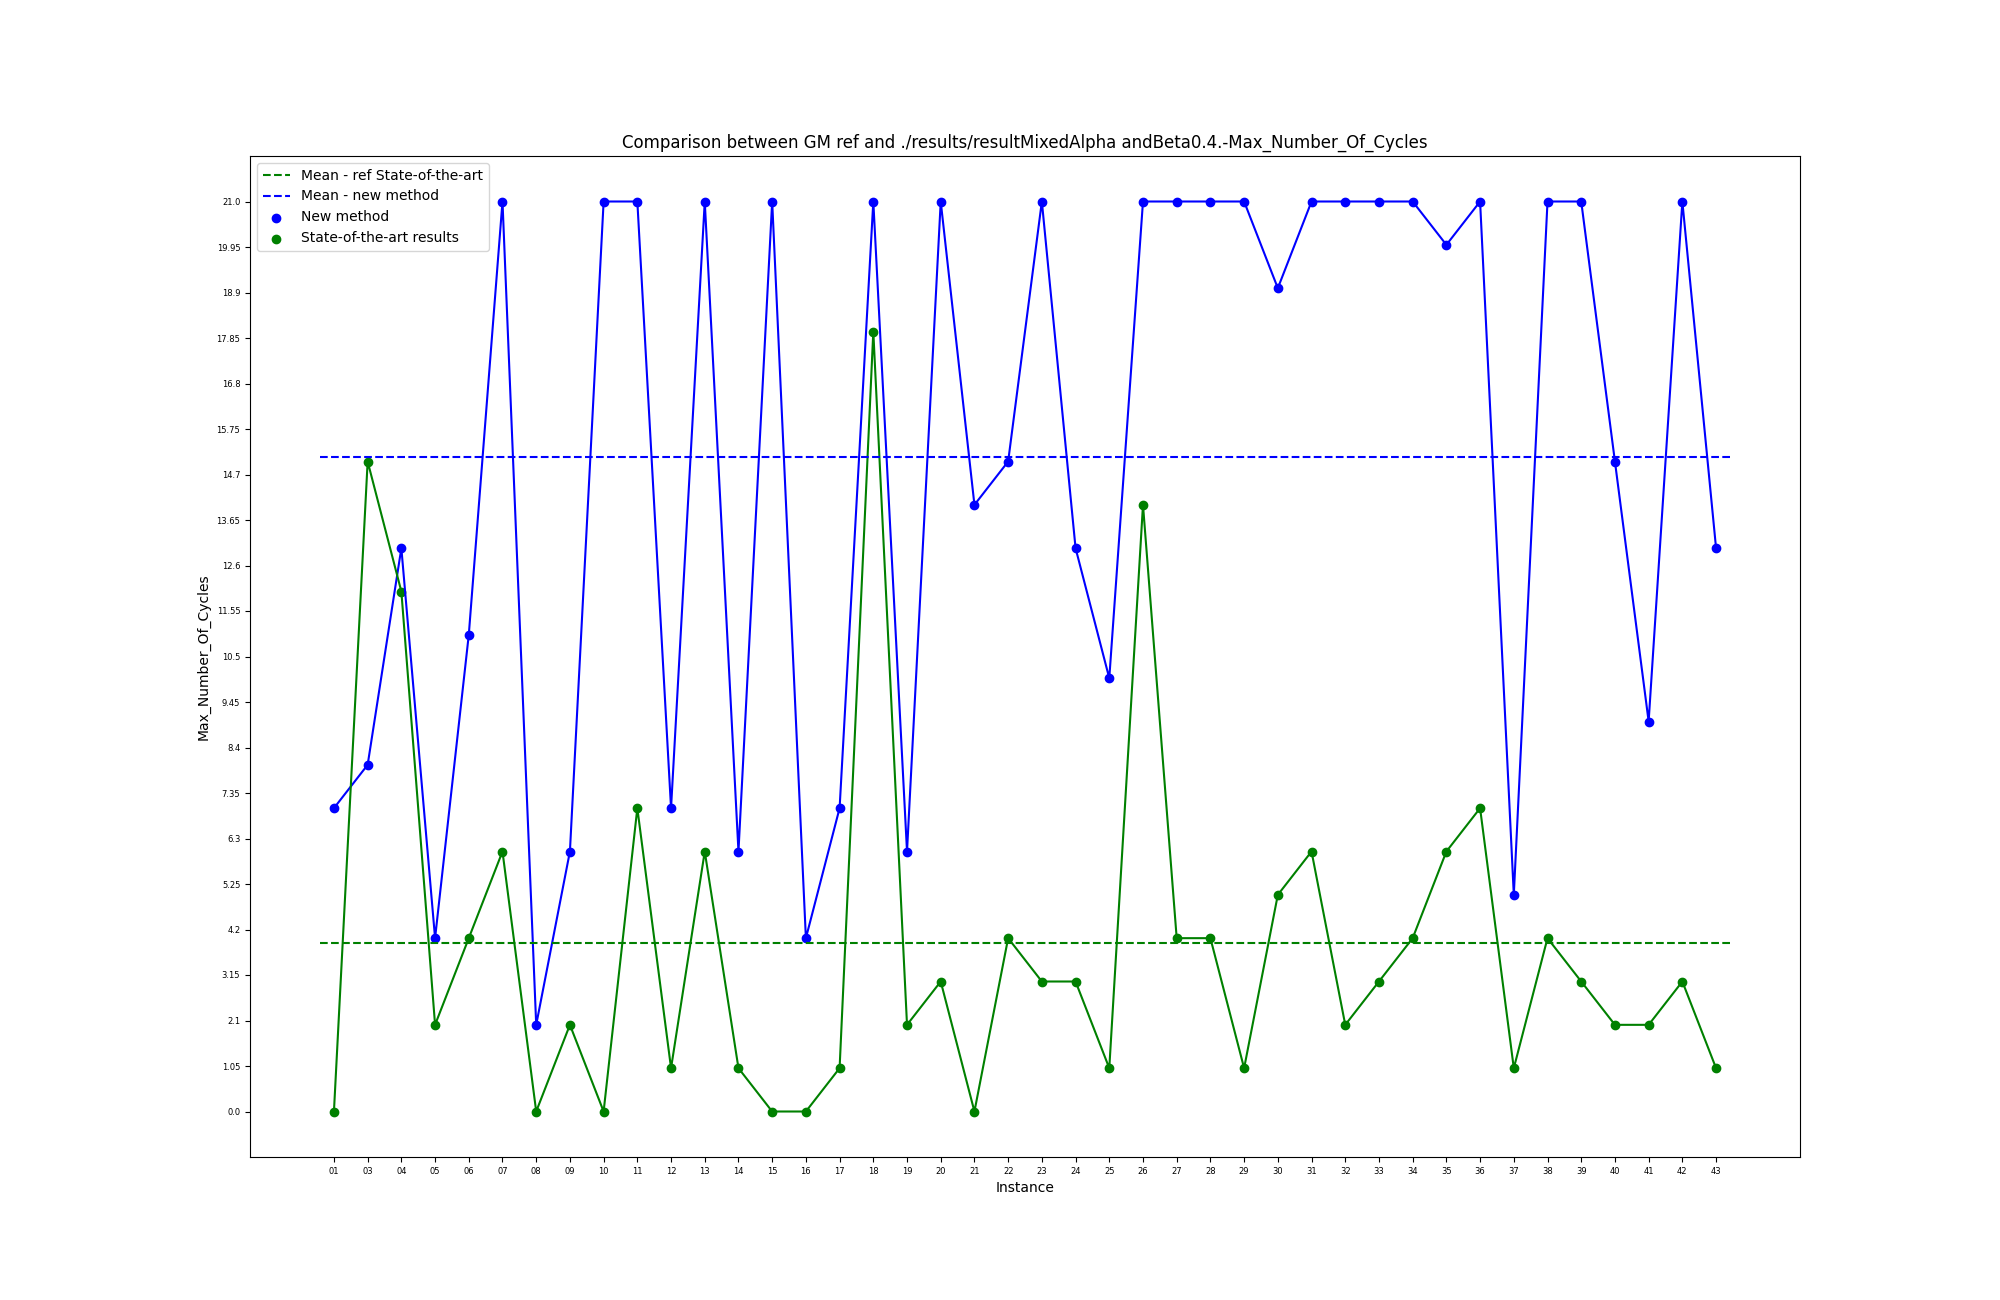 Comparison between GM ref and ./results/resultMixedAlpha andBeta0.4.-Max_Number_Of_Cycles
Mean - ref State-of-the-art
Mean - new method
New method
State-of-the-art results
21.0
19.95
18.9
17.85
16.8
15.75
14.7
13.65
12.6
11.55
10.5
9.45
8.4
7.35
6.3
5.25
4.2
3.15
2.1
1.05
0.0
Max_Number_Of_Cycles
01 03 04 05 06 07 08 09 10 11 12 13 14 15 16 17 18 19 20 21 22 23 24 25 26 27 28 29 30 31 32 33 34 35 36 37 38 39 40 41 42 43
Instance